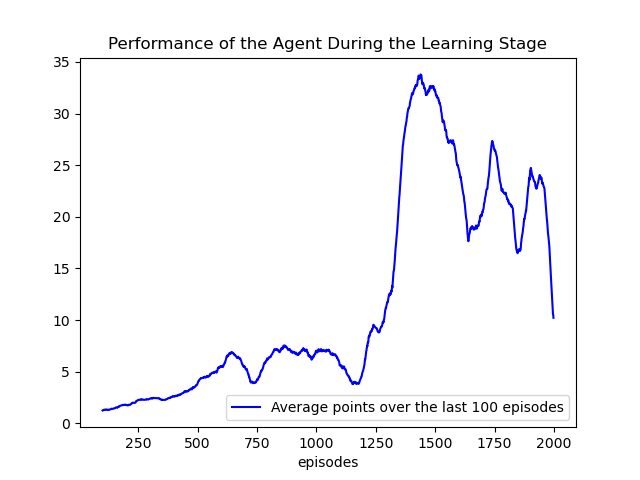 Performance of the Agent During the Learning Stage
35
30
25
20
15
10
5
0
Average points over the last 100 episodes
250 500 750 1000 1250 1500 1750 2000
episodes